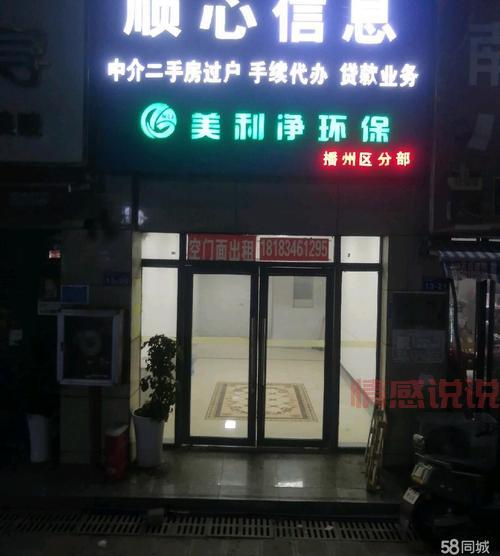 顺心信息
中介二手房过户 手续代办 贷款业务
美利净环保
播州区分部
空门面出租 18183461295
情感说说
58同城